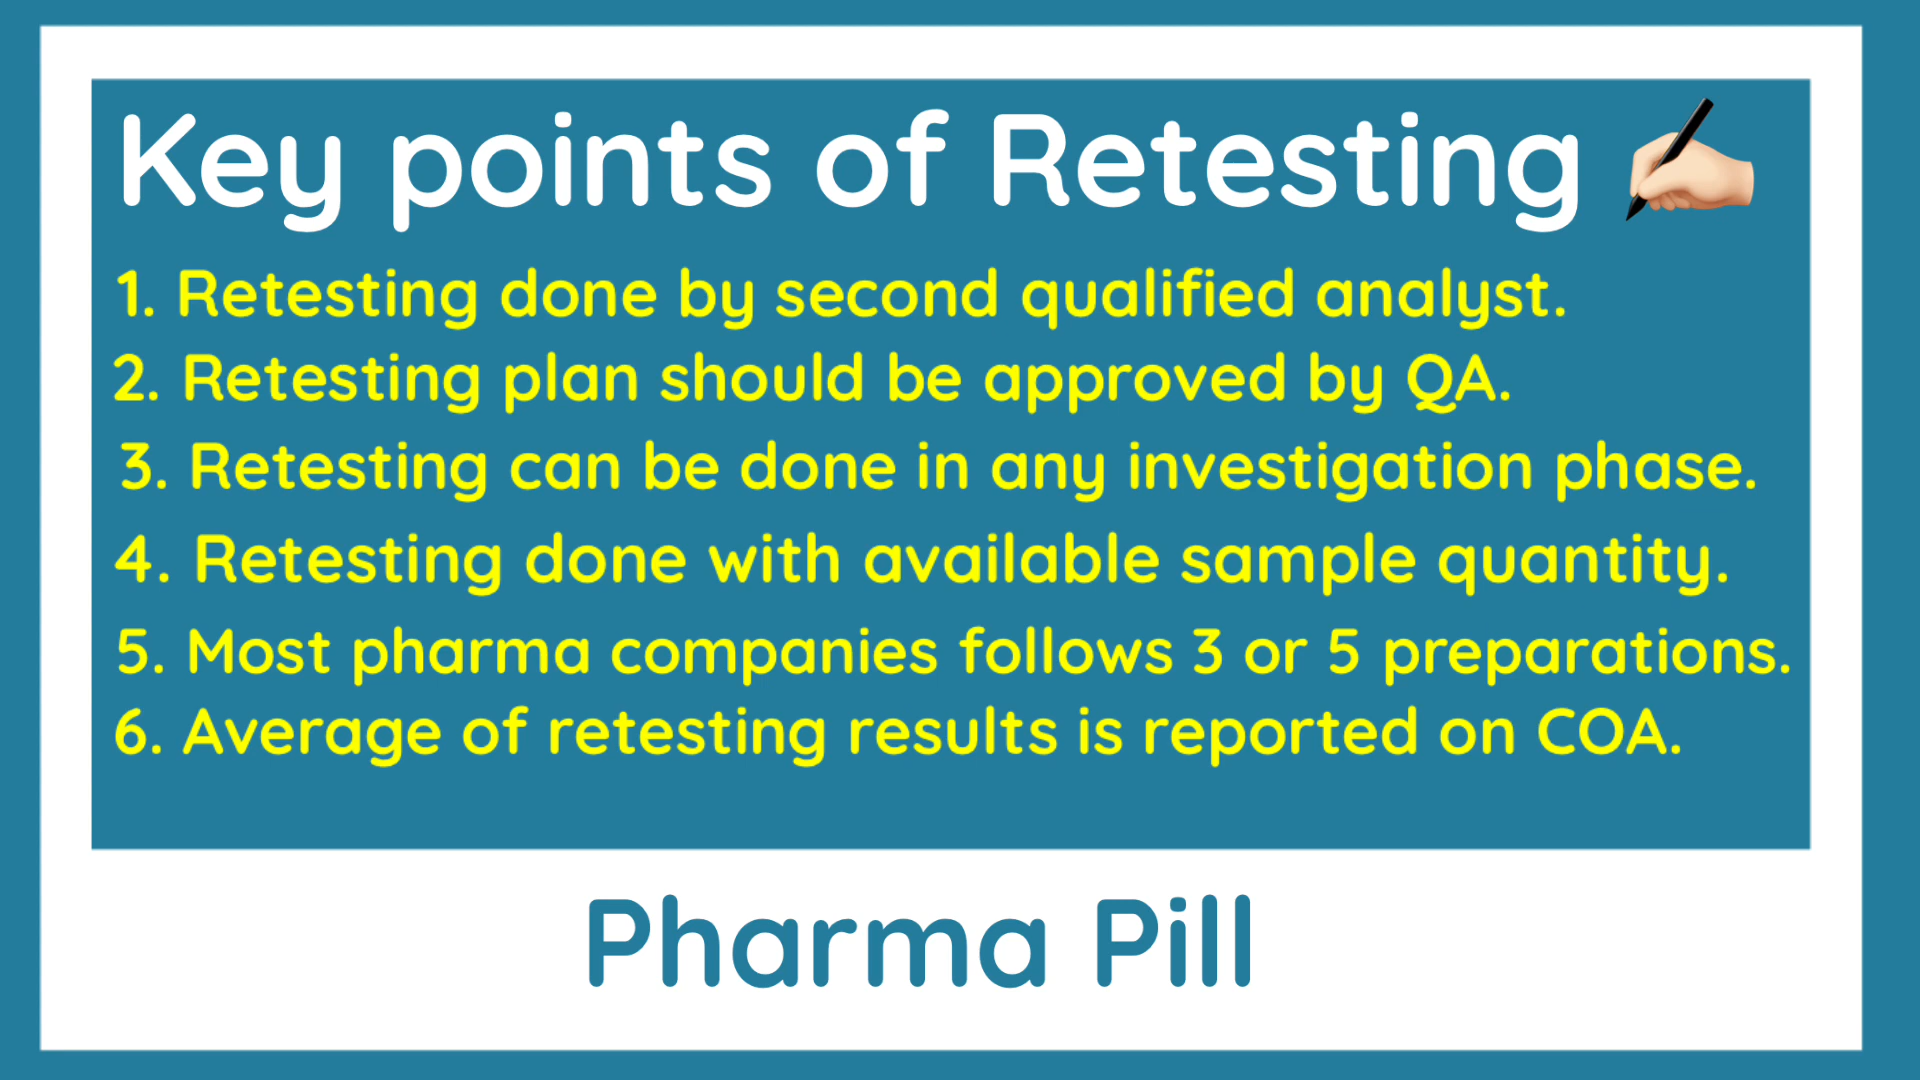 Key points of Retesting
1. Retesting done by second qualified analyst.
2. Retesting plan should be approved by QA.
3. Retesting can be done in any investigation phase.
4. Retesting done with available sample quantity.
5. Most pharma companies follows 3 or 5 preparations.
6. Average of retesting results is reported on COA.
Pharma Pill